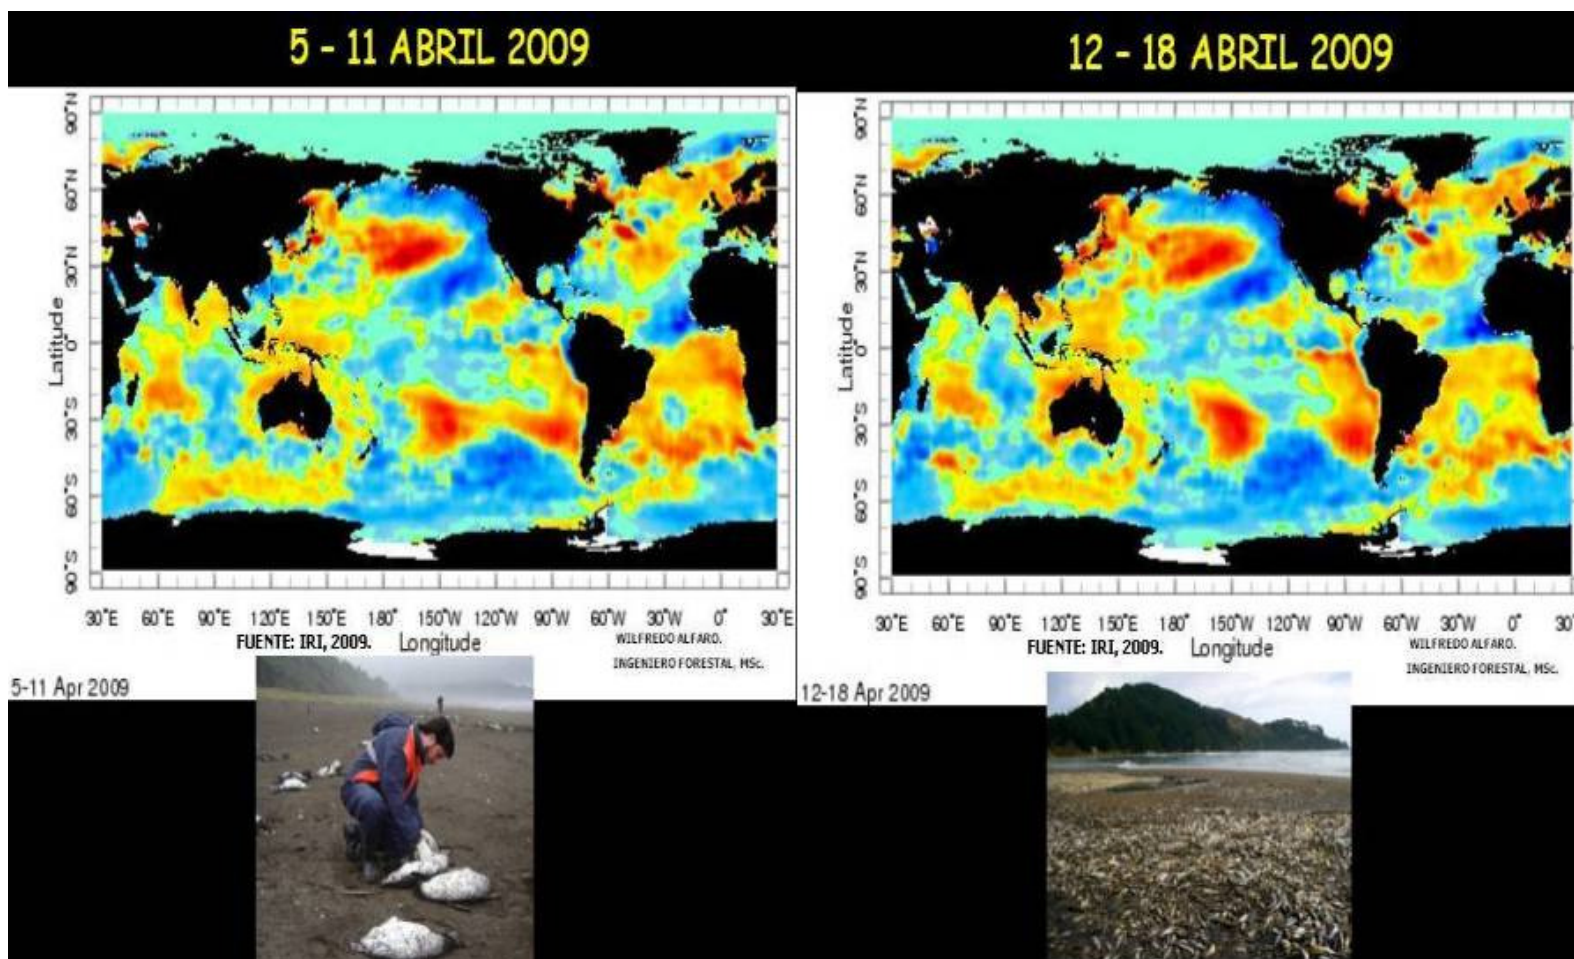 5 - 11 ABRIL 2009
90°N
60°N
30°N
0°
30°S
60°S
90°S
Latitude
30°E 60°E 90°E 120°E 150°E 180° 150°W 120°W 90°W 60°W 30°W 0° 30°E
FUENTE: IRI, 2009. Longitude
WILFREDO ALFARO.
INGENIERO FORESTAL, MSc.
5-11 Apr 2009
12 - 18 ABRIL 2009
90°N
60°N
30°N
0°
30°S
60°S
90°S
Latitude
30°E 60°E 90°E 120°E 150°E 180° 150°W 120°W 90°W 60°W 30°W 0° 30°
FUENTE: IRI, 2009. Longitude
WILFREDO ALFARO.
INGENIERO FORESTAL, MSc.
12-18 Apr 2009